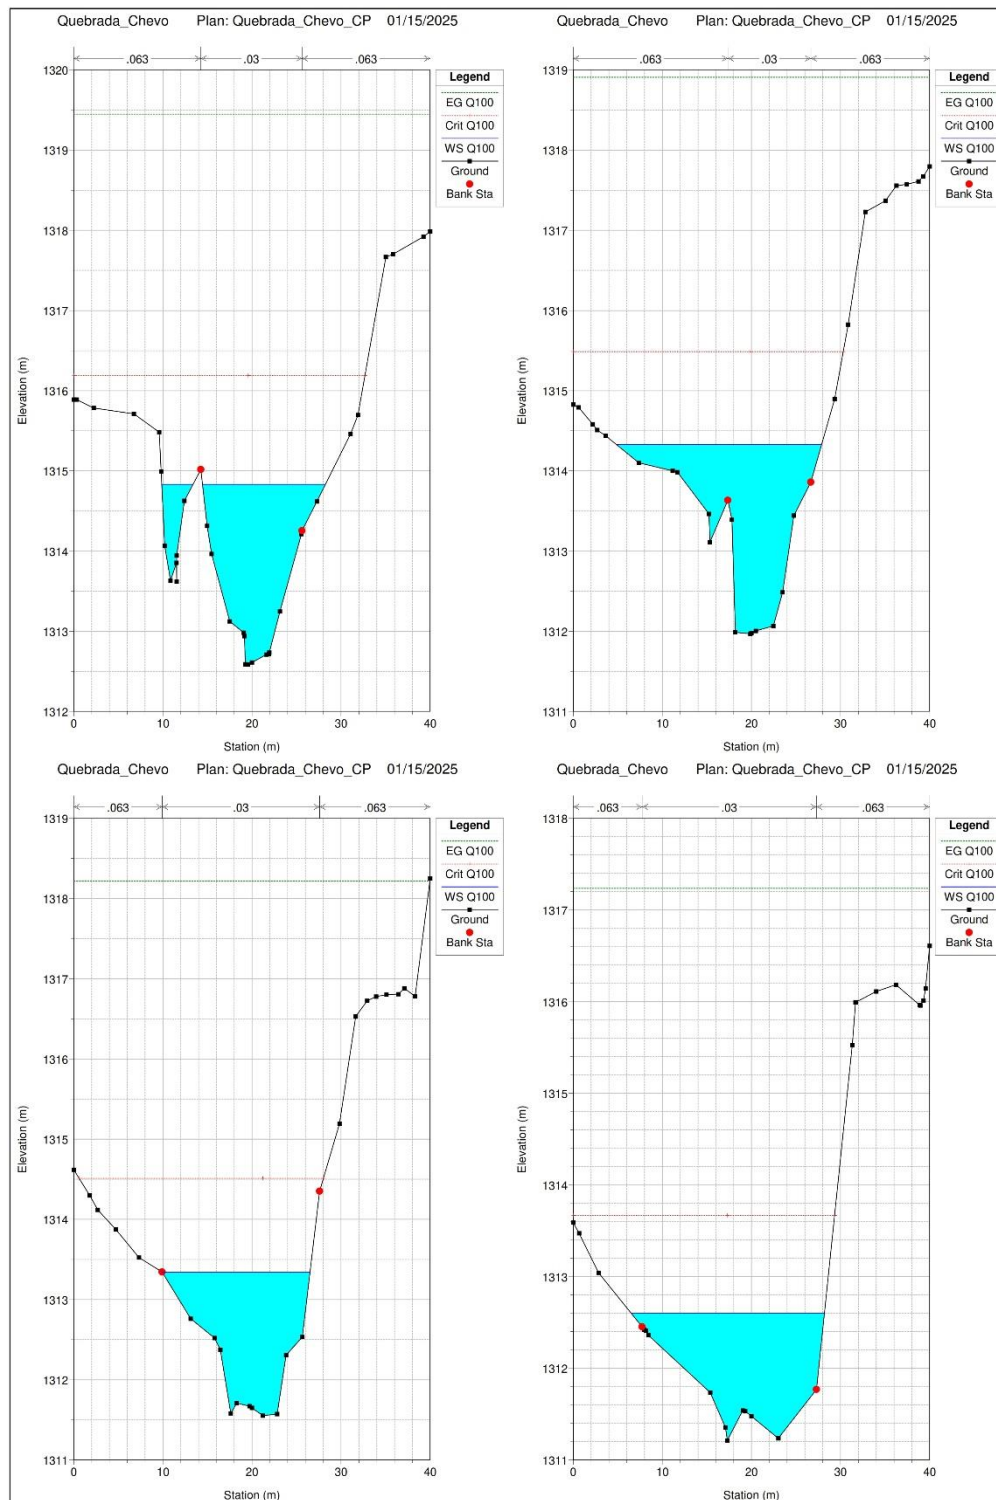 Quebrada_Chevo Plan: Quebrada_Chevo_CP 01/15/2025
.063 .03 .063
Legend
EG Q100
Crit Q100
WS Q100
Ground
Bank Sta
1320
1319
1318
1317
1316
1315
1314
1313
1312
Elevation (m)
0 10 20 30 40
Station (m)
Quebrada_Chevo Plan: Quebrada_Chevo_CP 01/15/2025
.063 .03 .063
Legend
EG Q100
Crit Q100
WS Q100
Ground
Bank Sta
1319
1318
1317
1316
1315
1314
1313
1312
1311
Elevation (m)
0 10 20 30 40
Station (m)
Quebrada_Chevo Plan: Quebrada_Chevo_CP 01/15/2025
.063 .03 .063
Legend
EG Q100
Crit Q100
WS Q100
Ground
Bank Sta
1319
1318
1317
1316
1315
1314
1313
1312
1311
Elevation (m)
0 10 20 30 40
Station (m)
Quebrada_Chevo Plan: Quebrada_Chevo_CP 01/15/2025
.063 .03 .063
Legend
EG Q100
Crit Q100
WS Q100
Ground
Bank Sta
1318
1317
1316
1315
1314
1313
1312
1311
Elevation (m)
0 10 20 30 40
Station (m)